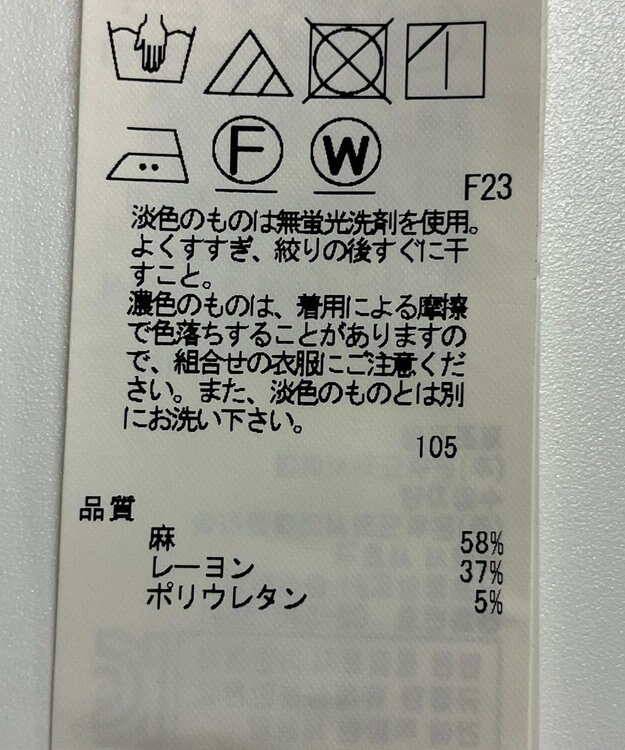 F W
F23
淡色のものは無蛍光洗剤を使用。
よくすすぎ、絞りの後すぐに干
すこと。
濃色のものは、着用による摩擦
で色落ちすることがありますの
で、組合せの衣服にご注意くだ
さい。また、淡色のものとは別
にお洗い下さい。
105
品質
麻 58%
レーヨン 37%
ポリウレタン 5%